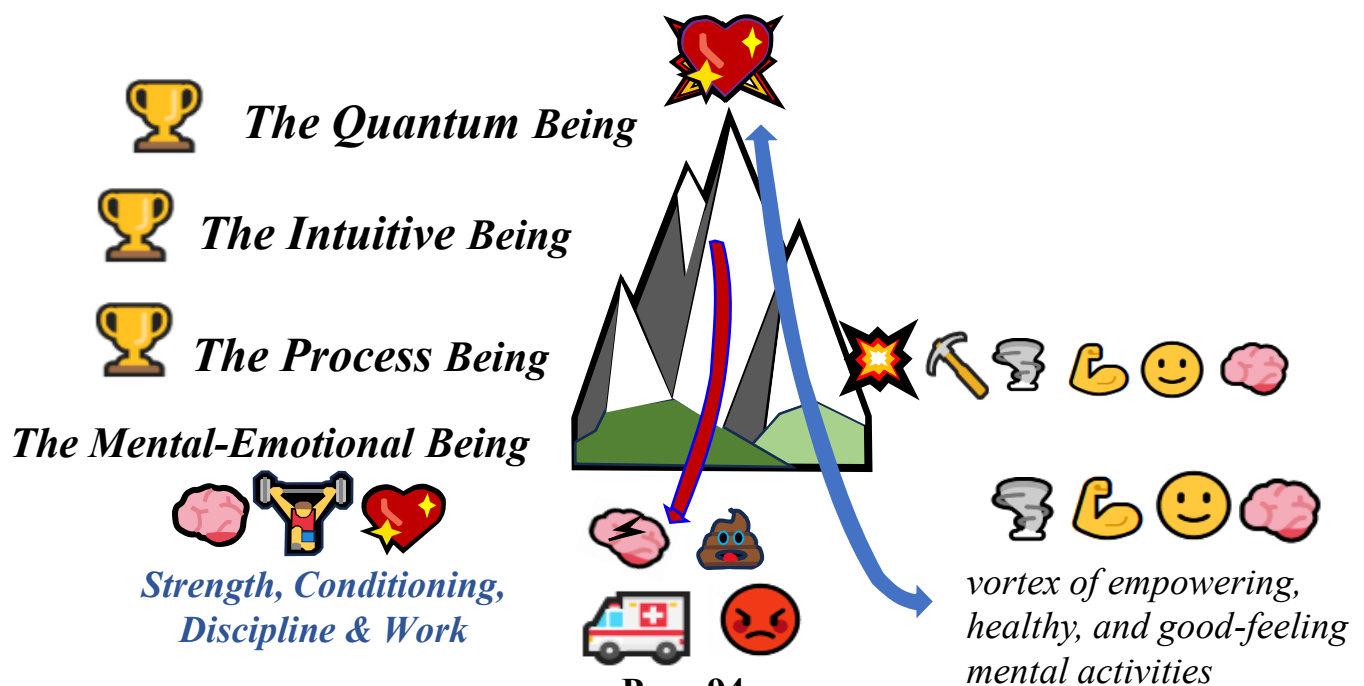 The Quantum Being
The Intuitive Being
The Process Being
The Mental-Emotional Being
Strength, Conditioning,
Discipline & Work
vortex of empowering,
healthy, and good-feeling
mental activities